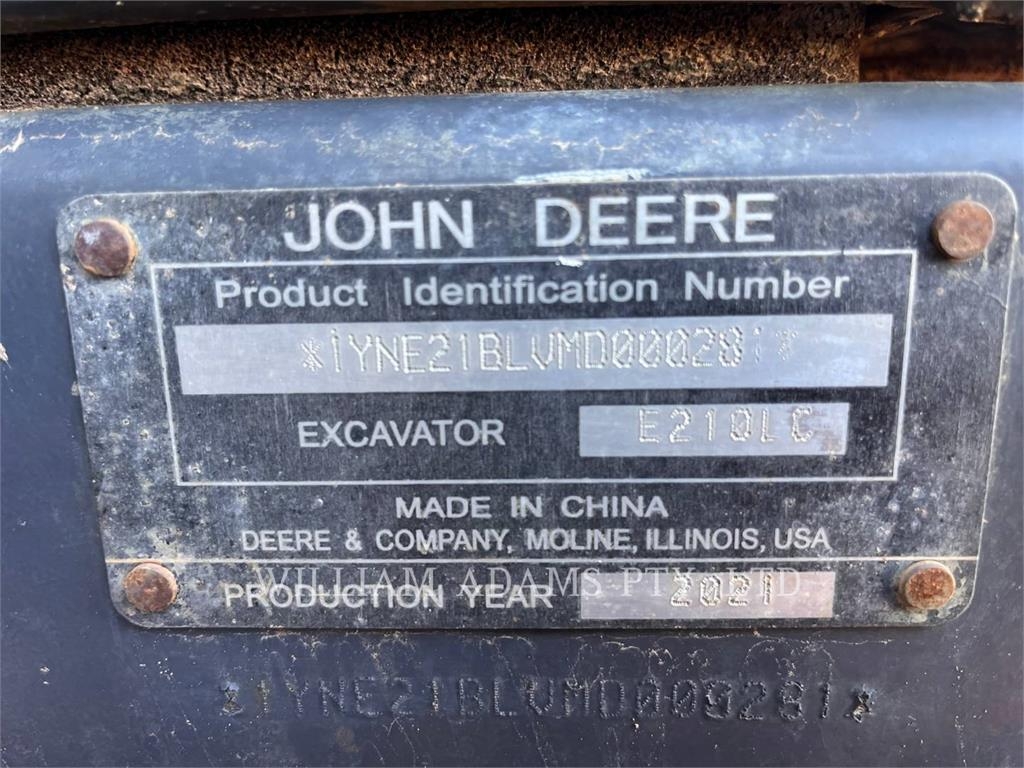 JOHN DEERE
Product Identification Number
*1YNE21BLVMD000281*
EXCAVATOR E210LC
MADE IN CHINA
DEERE & COMPANY, MOLINE, ILLINOIS, USA
WILLIAM ADAMS PTY. LTD.
PRODUCTION YEAR 2021
*1YNE21BLVMD000281*